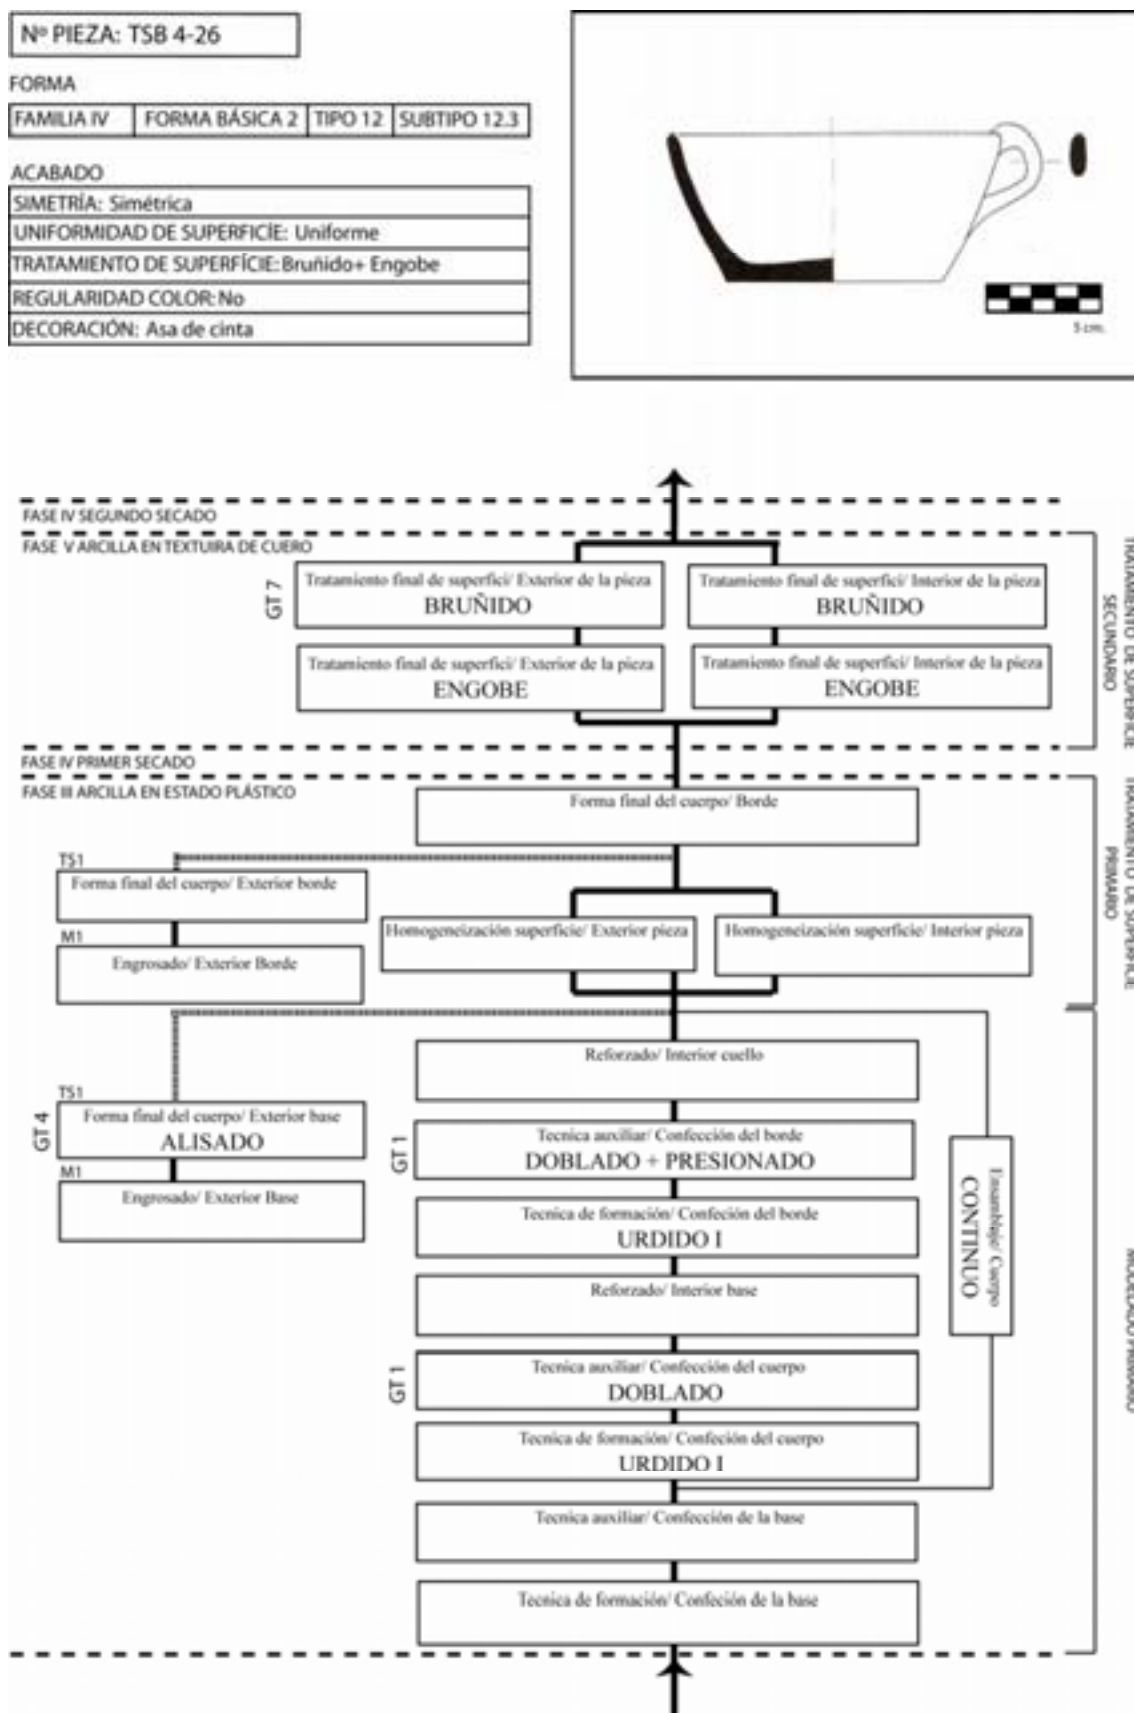 Nº PIEZA: TSB 4-26
FORMA
FAMILIA IV
FORMA BÁSICA 2
TIPO 12
SUBTIPO 12.3
ACABADO
SIMETRÍA: Simétrica
UNIFORMIDAD DE SUPERFICÍE: Uniforme
TRATAMIENTO DE SUPERFÍCIE: Bruñido+ Engobe
REGULARIDAD COLOR: No
DECORACIÓN: Asa de cinta
5 cm.
FASE IV SEGUNDO SECADO
FASE V ARCILLA EN TEXTUIRA DE CUERO
GT 7
Tratamiento final de superfici/ Exterior de la pieza
BRUÑIDO
Tratamiento final de superfici/ Interior de la pieza
BRUÑIDO
Tratamiento final de superfici/ Exterior de la pieza
ENGOBE
Tratamiento final de superfici/ Interior de la pieza
ENGOBE
TRATAMIENTO DE SUPERFICIE
SECUNDARIO
FASE IV PRIMER SECADO
FASE III ARCILLA EN ESTADO PLÁSTICO
Forma final del cuerpo/ Borde
TS1
Forma final del cuerpo/ Exterior borde
M1
Engrosado/ Exterior Borde
Homogeneización superficie/ Exterior pieza
Homogeneización superficie/ Interior pieza
TRATAMIENTO DE SUPERFICIE
PRIMARIO
Reforzado/ Interior cuello
TS1
GT 4
Forma final del cuerpo/ Exterior base
ALISADO
M1
Engrosado/ Exterior Base
GT 1
Tecnica auxiliar/ Confección del borde
DOBLADO + PRESIONADO
Tecnica de formación/ Confeción del borde
URDIDO I
Reforzado/ Interior base
GT 1
Tecnica auxiliar/ Confección del cuerpo
DOBLADO
Tecnica de formación/ Confeción del cuerpo
URDIDO I
Ensamblaje/ Cuerpo
CONTINUO
Tecnica auxiliar/ Confección de la base
Tecnica de formación/ Confeción de la base
MODELADO PRIMARIO